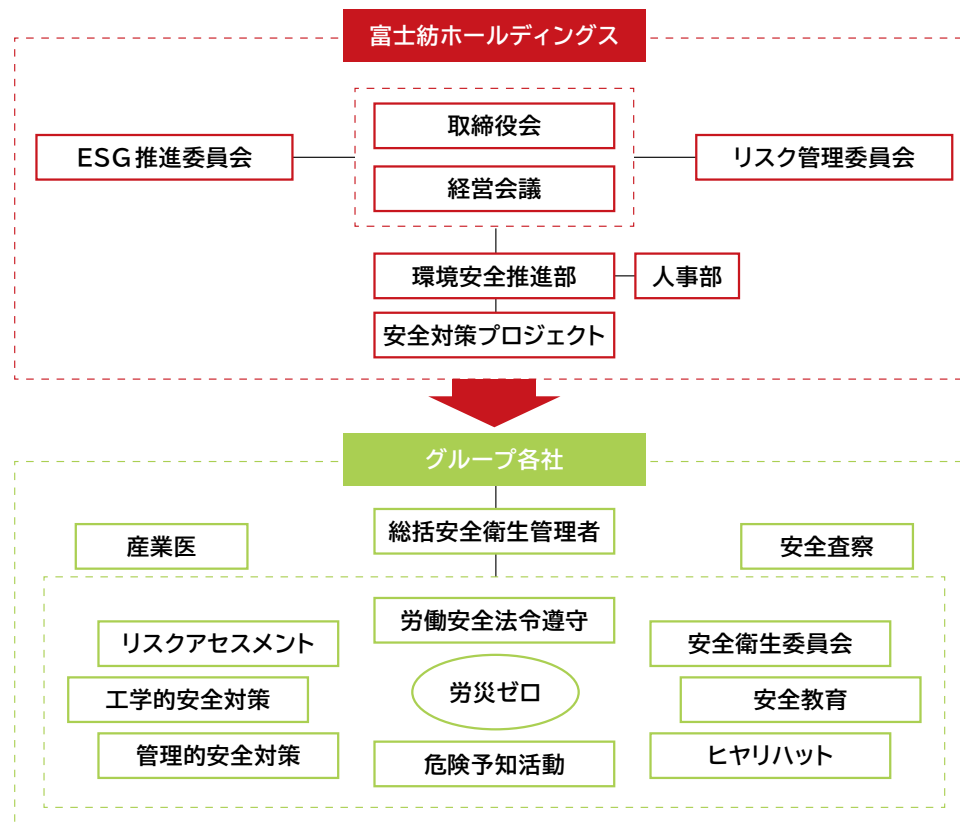 富士紡ホールディングス
取締役会
ESG推進委員会
リスク管理委員会
経営会議
環境安全推進部
人事部
安全対策プロジェクト
グループ各社
総括安全衛生管理者
産業医
安全査察
労働安全法令遵守
リスクアセスメント
安全衛生委員会
労災ゼロ
工学的安全対策
安全教育
管理的安全対策
危険予知活動
ヒヤリハット